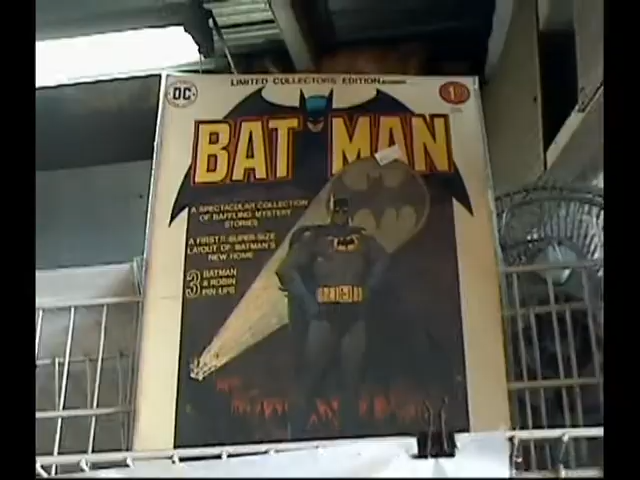 LIMITED COLLECTORS' EDITION
DC
$1
BATMAN
A SPECTACULAR COLLECTION
OF BAFFLING MYSTERY
STORIES
A FIRST! SUPER-SIZE
LAYOUT OF BATMAN'S
NEW HOME
3 BATMAN
& ROBIN
PIN-UPS